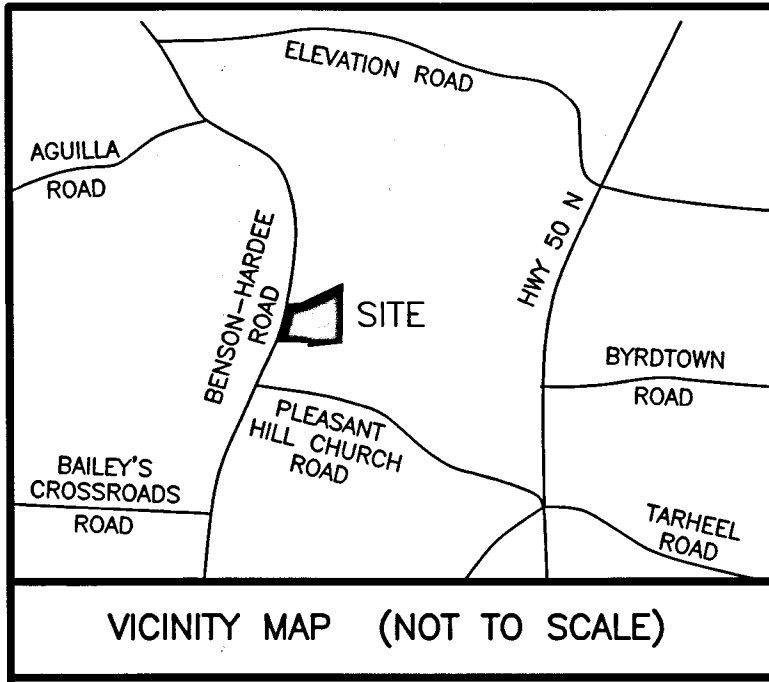 ELEVATION ROAD
AGUILLA
ROAD
HWY 50 N
BENSON-HARDEE
ROAD
SITE
BYRDTOWN
ROAD
PLEASANT
HILL CHURCH
ROAD
BAILEY'S
CROSSROADS
ROAD
TARHEEL
ROAD
VICINITY MAP (NOT TO SCALE)